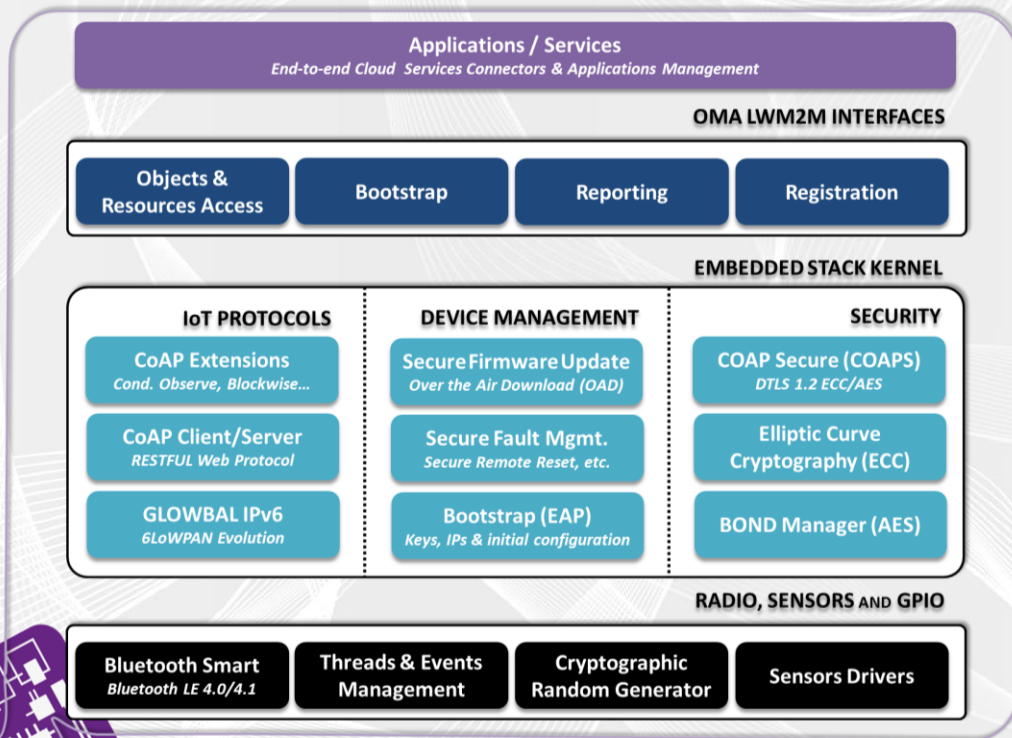 Applications / Services
End-to-end Cloud Services Connectors & Applications Management
OMA LWM2M INTERFACES
Objects &
Resources Access
Bootstrap
Reporting
Registration
EMBEDDED STACK KERNEL
IoT PROTOCOLS
CoAP Extensions
Cond. Observe, Blockwise...
CoAP Client/Server
RESTFUL Web Protocol
GLOWBAL IPv6
6LoWPAN Evolution
DEVICE MANAGEMENT
Secure Firmware Update
Over the Air Download (OAD)
Secure Fault Mgmt.
Secure Remote Reset, etc.
Bootstrap (EAP)
Keys, IPs & initial configuration
SECURITY
COAP Secure (COAPS)
DTLS 1.2 ECC/AES
Elliptic Curve
Cryptography (ECC)
BOND Manager (AES)
RADIO, SENSORS AND GPIO
Bluetooth Smart
Bluetooth LE 4.0/4.1
Threads & Events
Management
Cryptographic
Random Generator
Sensors Drivers